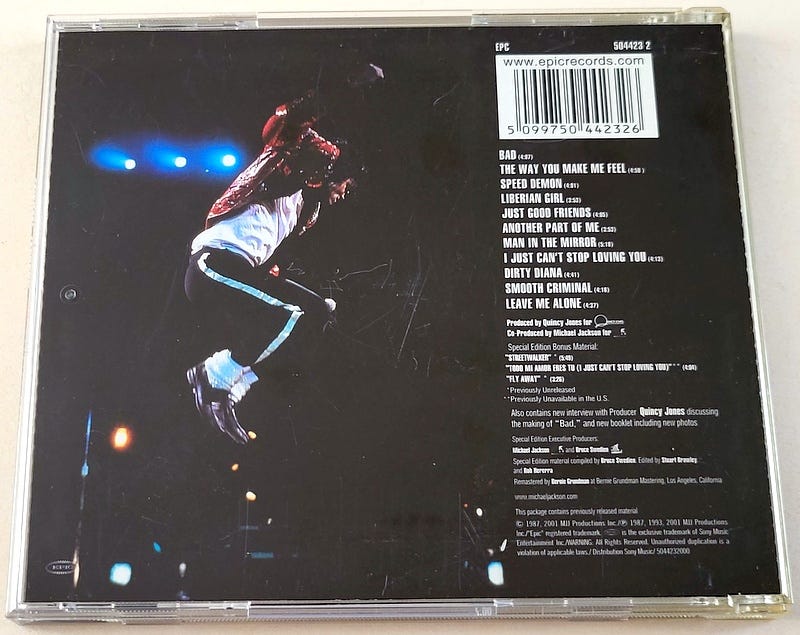 EPC 504423 2
www.epicrecords.com
5 099750 442326
BAD (4:07)
THE WAY YOU MAKE ME FEEL (4:58)
SPEED DEMON (4:01)
LIBERIAN GIRL (3:53)
JUST GOOD FRIENDS (4:05)
ANOTHER PART OF ME (3:53)
MAN IN THE MIRROR (5:18)
I JUST CAN'T STOP LOVING YOU (4:13)
DIRTY DIANA (4:41)
SMOOTH CRIMINAL (4:18)
LEAVE ME ALONE (4:37)
Produced by Quincy Jones for
Co-Produced by Michael Jackson for
Special Edition Bonus Material:
"STREETWALKER" * (5:49)
"TODO MI AMOR ERES TU (I JUST CAN'T STOP LOVING YOU)" ** (4:04)
"FLY AWAY" * (3:26)
*Previously Unreleased
**Previously Unavailable in the U.S.
Also contains new interview with Producer Quincy Jones discussing
the making of "Bad," and new booklet including new photos
Special Edition Executive Producers:
Michael Jackson and Bruce Swedien
Special Edition material compiled by Bruce Swedien. Edited by Stuart Brawley
and Rob Herrera
Remastered by Bernie Grundman at Bernie Grundman Mastering, Los Angeles, California
www.michaeljackson.com
This package contains previously released material
© 1987, 2001 MJJ Productions Inc./℗ 1987, 1993, 2001 MJJ Productions
Inc./"Epic" registered trademark. is the exclusive trademark of Sony Music
Entertainment Inc./WARNING: All Rights Reserved. Unauthorized duplication is a
violation of applicable laws./ Distribution Sony Music/ 5044232000
EPIC